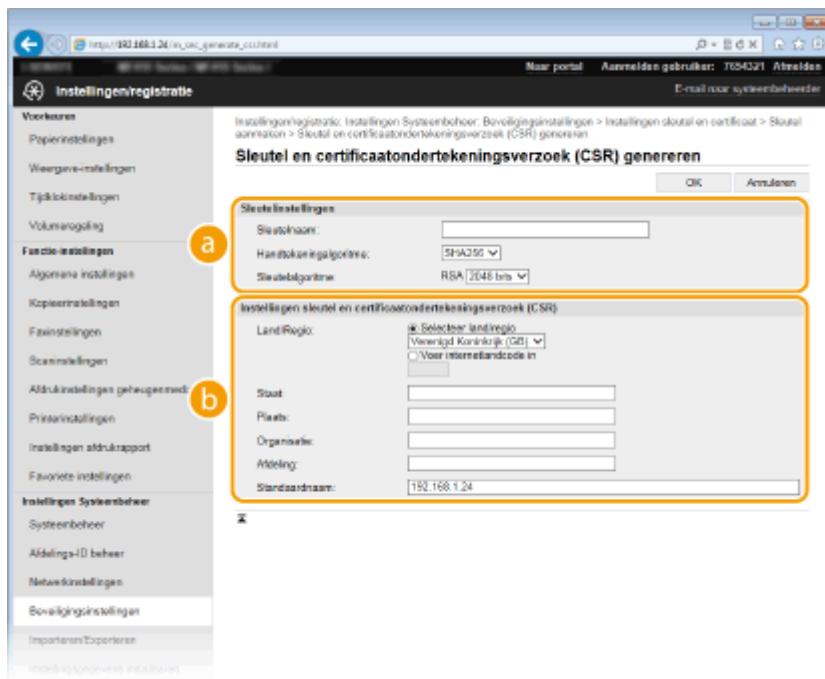 http://192.168.1.24/m_sec_generate_csr.html
Naar portal Aanmelden gebruiker: 7654321 Afmelden
Instellingen/registratie
E-mail naar systeembeheerder
Voorkeuren
Papierinstellingen
Weergave-instellingen
Tijdklokinstellingen
Volumeregeling
Functie-instellingen
Algemene instellingen
Kopieerinstellingen
Faxinstellingen
Scaninstellingen
Afdrukinstellingen geheugenmedi
Printerinstellingen
Instellingen afdrukrapport
Favoriete instellingen
Instellingen Systeembeheer
Systeembeheer
Afdelings-ID beheer
Netwerkinstellingen
Beveiligingsinstellingen
Importeren/Exporteren
Instellingsgegevens initialiseren
Instellingen/registratie: Instellingen Systeembeheer: Beveiligingsinstellingen > Instellingen sleutel en certificaat > Sleutel
aanmaken > Sleutel en certificaatondertekeningsverzoek (CSR) genereren
Sleutel en certificaatondertekeningsverzoek (CSR) genereren
OK Annuleren
a
Sleutelinstellingen
Sleutelnaam:
Handtekeningalgoritme: SHA256
Sleutelalgoritme: RSA 2048 bits
b
Instellingen sleutel en certificaatondertekeningsverzoek (CSR)
Land/Regio: Selecteer land/regio
Verenigd Koninkrijk (GB)
Voer internetlandcode in
Staat:
Plaats:
Organisatie:
Afdeling:
Standaardnaam: 192.168.1.24